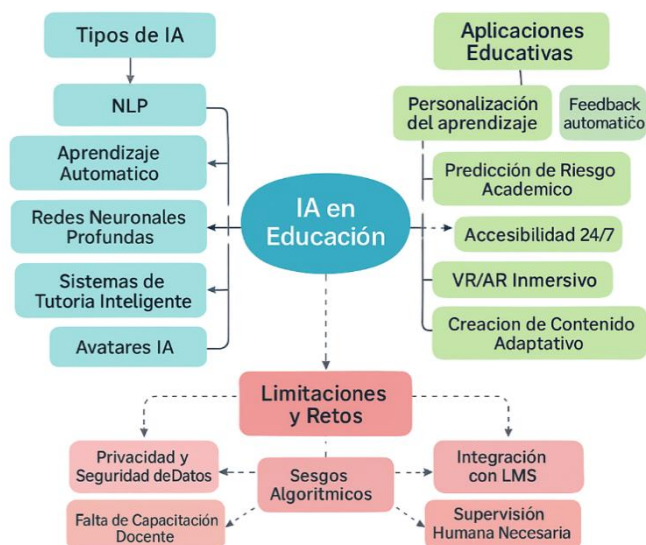 Tipos de IA
NLP
Aprendizaje
Automatico
Redes Neuronales
Profundas
Sistemas de
Tutoria Inteligente
Avatares IA
IA en
Educación
Aplicaciones
Educativas
Personalización
del aprendizaje
Feedback
automatićo
Predicción de Riesgo
Academico
Accesibilidad 24/7
VR/AR Inmersivo
Creacion de Contenido
Adaptativo
Limitaciones
y Retos
Privacidad y
Seguridad deDatos
Sesgos
Algoritmicos
Integración
con LMS
Falta de Capacitación
Docente
Supervisión
Humana Necesaria